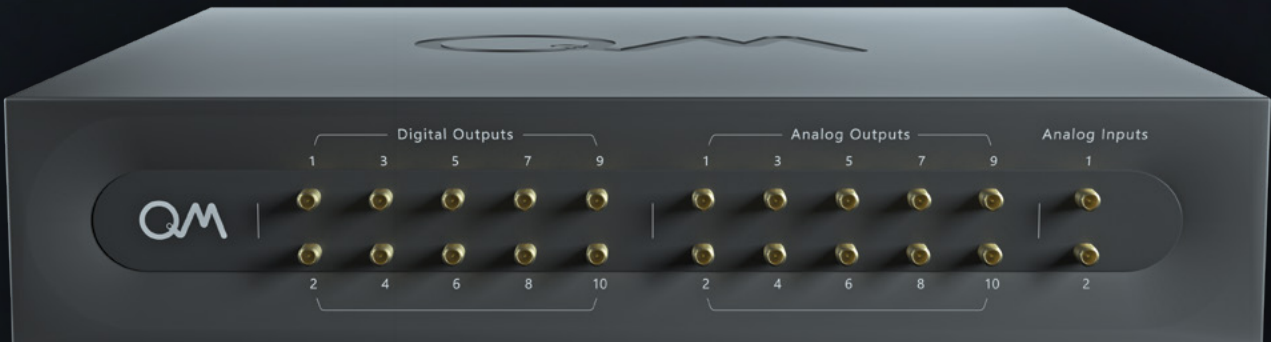 QM
Digital Outputs
Analog Outputs
Analog Inputs
1 3 5 7 9
1 3 5 7 9
1
QM
2 4 6 8 10
2 4 6 8 10
2